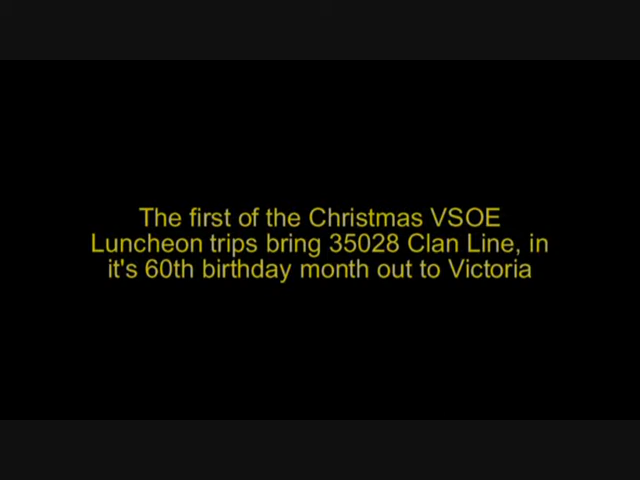 The first of the Christmas VSOE
Luncheon trips bring 35028 Clan Line, in
it's 60th birthday month out to Victoria